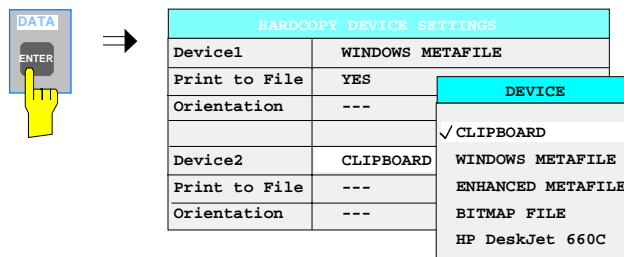 DATA
ENTER
HARDCOPY DEVICE SETTINGS
Device1 WINDOWS METAFILE
Print to File YES
Orientation ---
Device2 CLIPBOARD
Print to File ---
Orientation ---
DEVICE
✓ CLIPBOARD
WINDOWS METAFILE
ENHANCED METAFILE
BITMAP FILE
HP DeskJet 660C